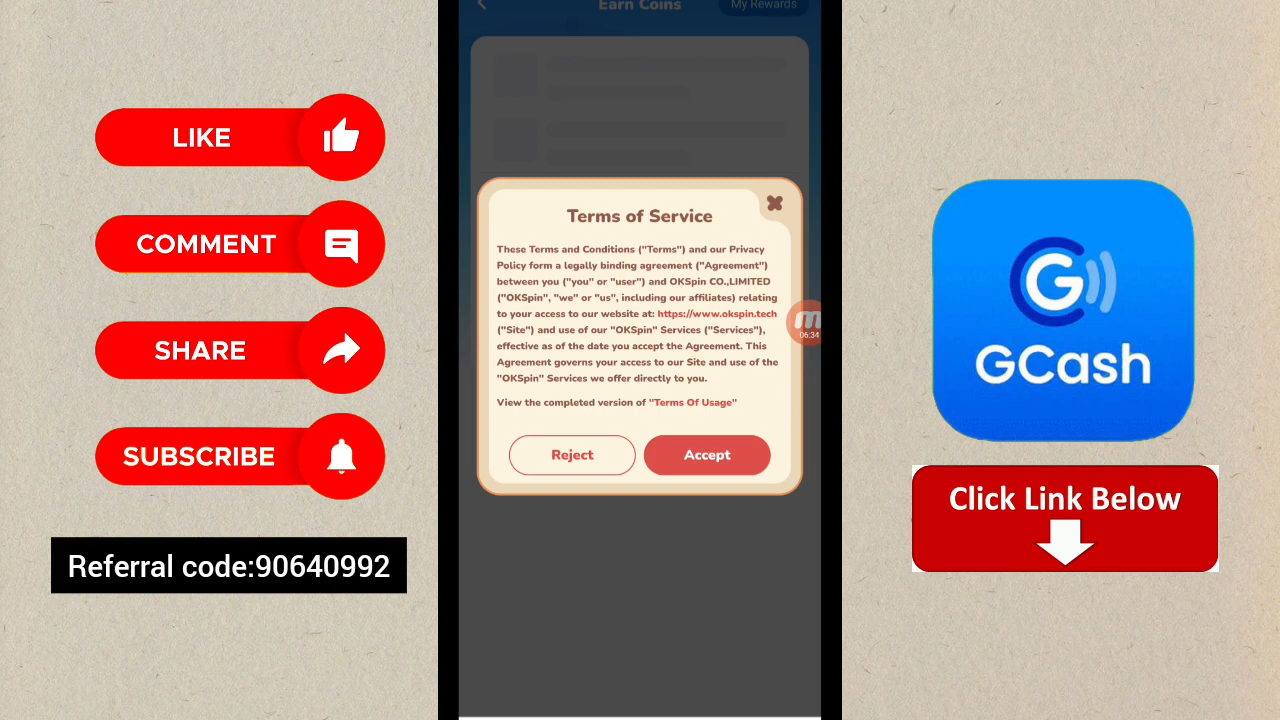 LIKE
COMMENT
SHARE
SUBSCRIBE
Referral code:90640992
Earn Coins
My Rewards
Terms of Service
These Terms and Conditions ("Terms") and our Privacy
Policy form a legally binding agreement ("Agreement")
between you ("you" or "user") and OKSpin CO.,LIMITED
("OKSpin", "we" or "us", including our affiliates) relating
to your access to our website at: https://www.okspin.tech
("Site") and use of our "OKSpin" Services ("Services"),
effective as of the date you accept the Agreement. This
Agreement governs your access to our Site and use of the
"OKSpin" Services we offer directly to you.
View the completed version of "Terms Of Usage"
Reject
Accept
06:34
G
GCash
Click Link Below